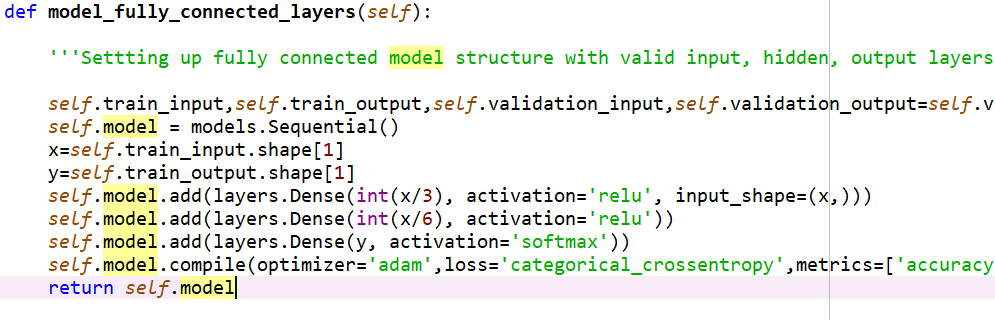 def model_fully_connected_layers(self):
'''Settting up fully connected model structure with valid input, hidden, output layers
self.train_input,self.train_output,self.validation_input,self.validation_output=self.v
self.model = models.Sequential()
x=self.train_input.shape[1]
y=self.train_output.shape[1]
self.model.add(layers.Dense(int(x/3), activation='relu', input_shape=(x,)))
self.model.add(layers.Dense(int(x/6), activation='relu'))
self.model.add(layers.Dense(y, activation='softmax'))
self.model.compile(optimizer='adam',loss='categorical_crossentropy',metrics=['accuracy
return self.model